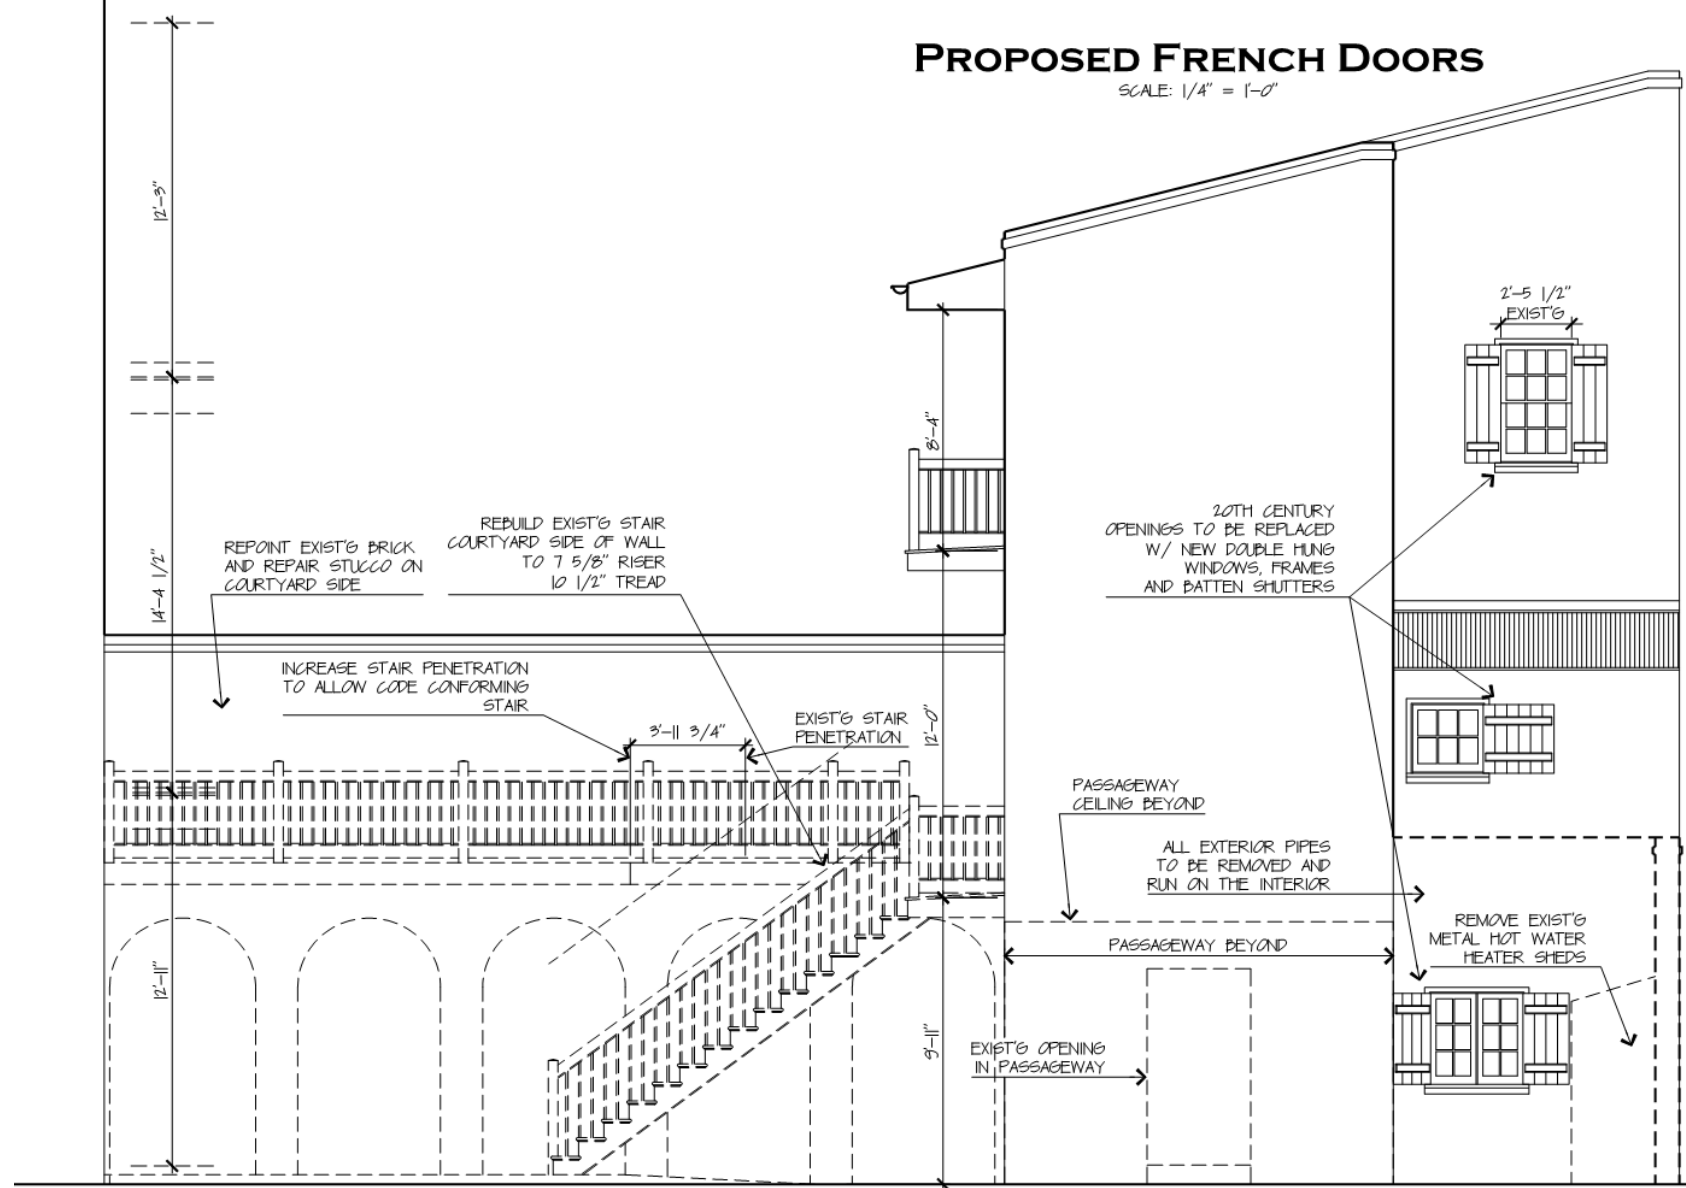 PROPOSED FRENCH DOORS
SCALE: 1/4" = 1'-0"
12'-3"
2'-5 1/2"
EXIST'G
8'-4"
20TH CENTURY
OPENINGS TO BE REPLACED
W/ NEW DOUBLE HUNG
WINDOWS, FRAMES
AND BATTEN SHUTTERS
REBUILD EXIST'G STAIR
COURTYARD SIDE OF WALL
TO 7 5/8" RISER
10 1/2" TREAD
REPOINT EXIST'G BRICK
AND REPAIR STUCCO ON
COURTYARD SIDE
14'-4 1/2"
INCREASE STAIR PENETRATION
TO ALLOW CODE CONFORMING
STAIR
3'-11 3/4"
EXIST'G STAIR
PENETRATION
12'-0"
PASSAGEWAY
CEILING BEYOND
ALL EXTERIOR PIPES
TO BE REMOVED AND
RUN ON THE INTERIOR
REMOVE EXIST'G
METAL HOT WATER
HEATER SHEDS
PASSAGEWAY BEYOND
12'-11"
9'-11"
EXIST'G OPENING
IN PASSAGEWAY